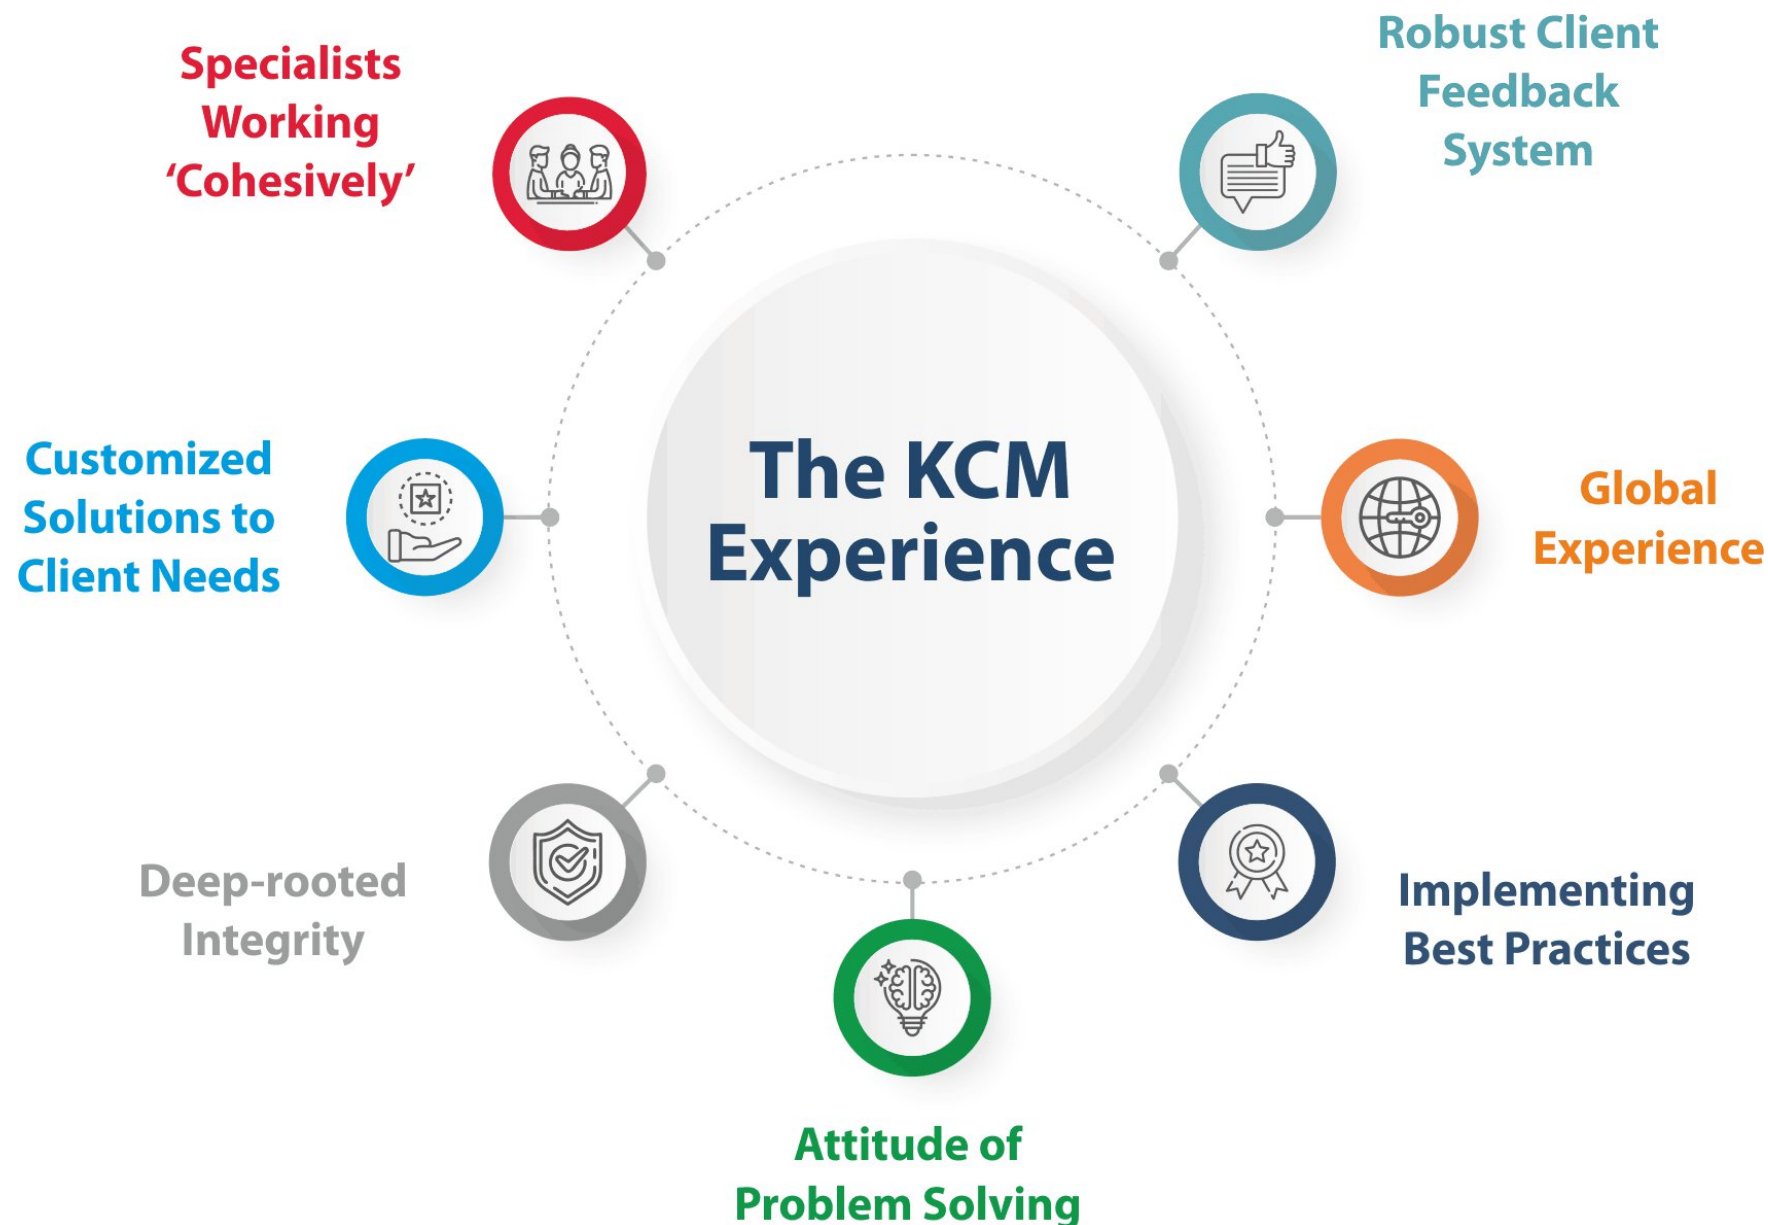 Specialists
Working
‘Cohesively’
Robust Client
Feedback
System
Customized
Solutions to
Client Needs
The KCM
Experience
Global
Experience
Deep-rooted
Integrity
Implementing
Best Practices
Attitude of
Problem Solving